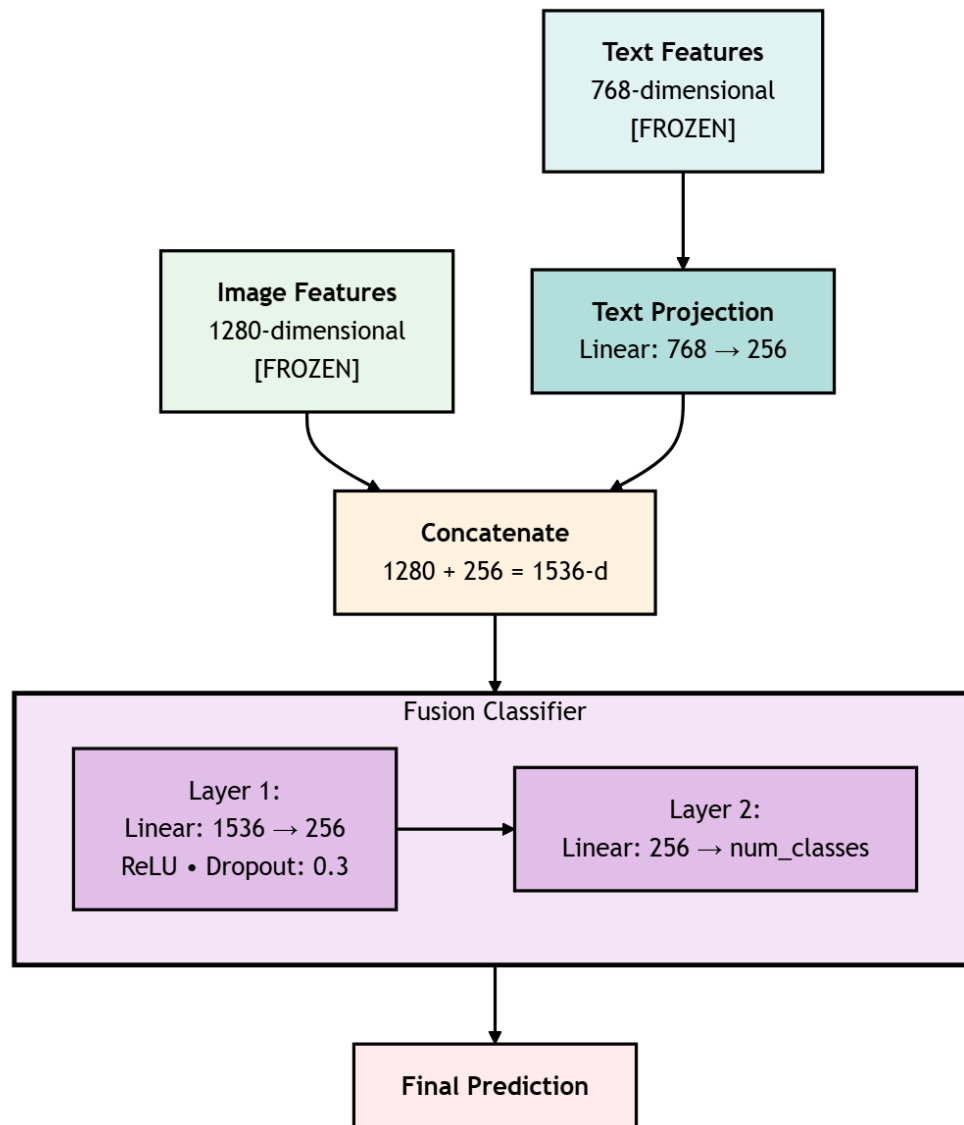 Text Features
768-dimensional
[FROZEN]
Image Features
1280-dimensional
[FROZEN]
Text Projection
Linear: 768 → 256
Concatenate
1280 + 256 = 1536-d
Fusion Classifier
Layer 1:
Linear: 1536 → 256
ReLU • Dropout: 0.3
Layer 2:
Linear: 256 → num_classes
Final Prediction